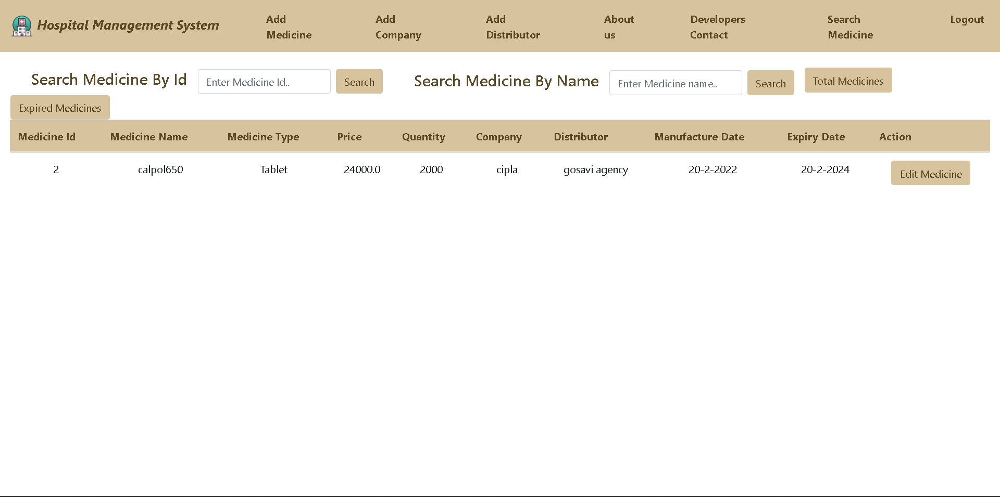 Hospital Management System
Add
Medicine
Add
Company
Add
Distributor
About
us
Developers
Contact
Search
Medicine
Logout
Search Medicine By Id
Enter Medicine Id..
Search
Search Medicine By Name
Enter Medicine name..
Search
Total Medicines
Expired Medicines
Medicine Id Medicine Name Medicine Type Price Quantity Company Distributor Manufacture Date Expiry Date Action
2 calpol650 Tablet 24000.0 2000 cipla gosavi agency 20-2-2022 20-2-2024 Edit Medicine